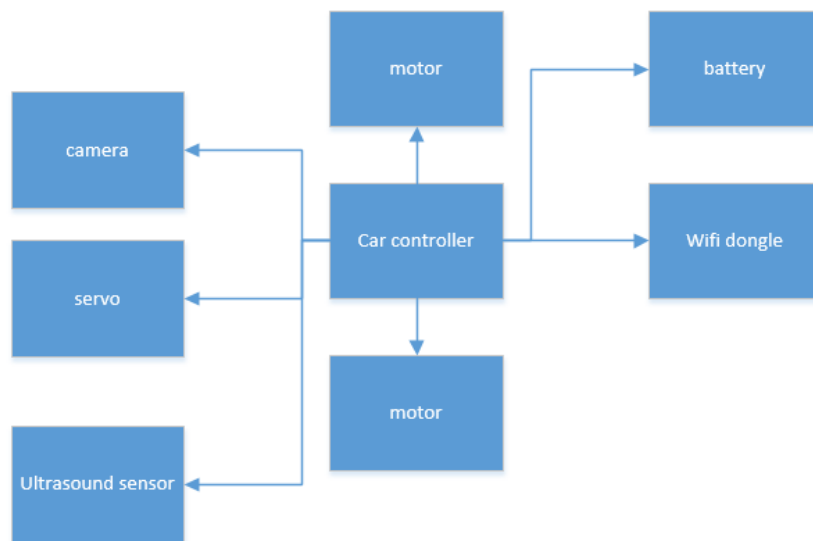 motor
battery
camera
Car controller
Wifi dongle
servo
motor
Ultrasound sensor